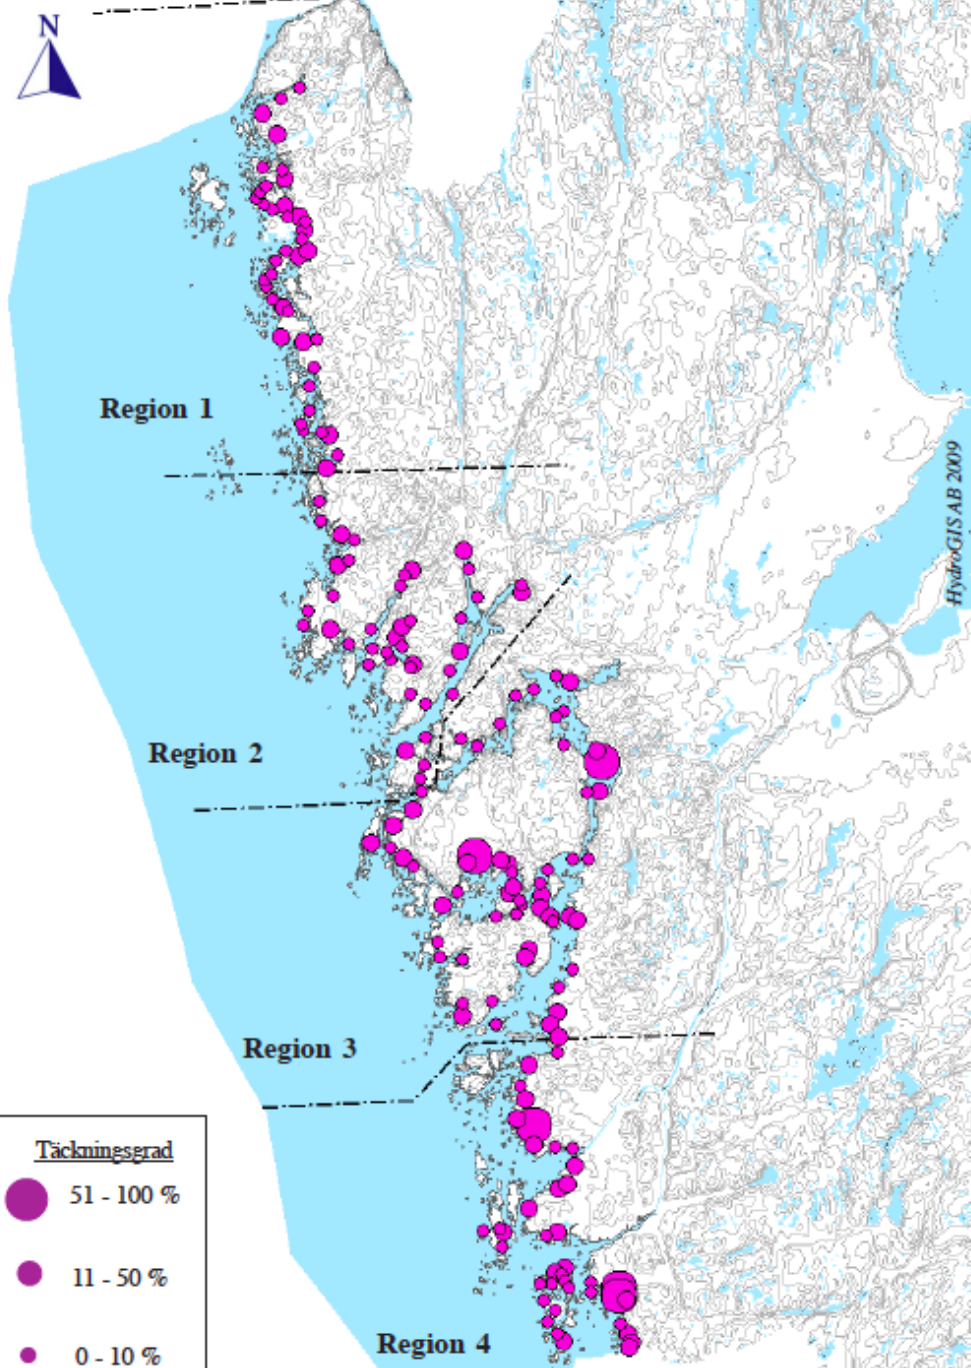 N
Region 1
HydroGIS AB 2009
Region 2
Region 3
Täckningsgrad
51 - 100 %
11 - 50 %
0 - 10 %
Region 4